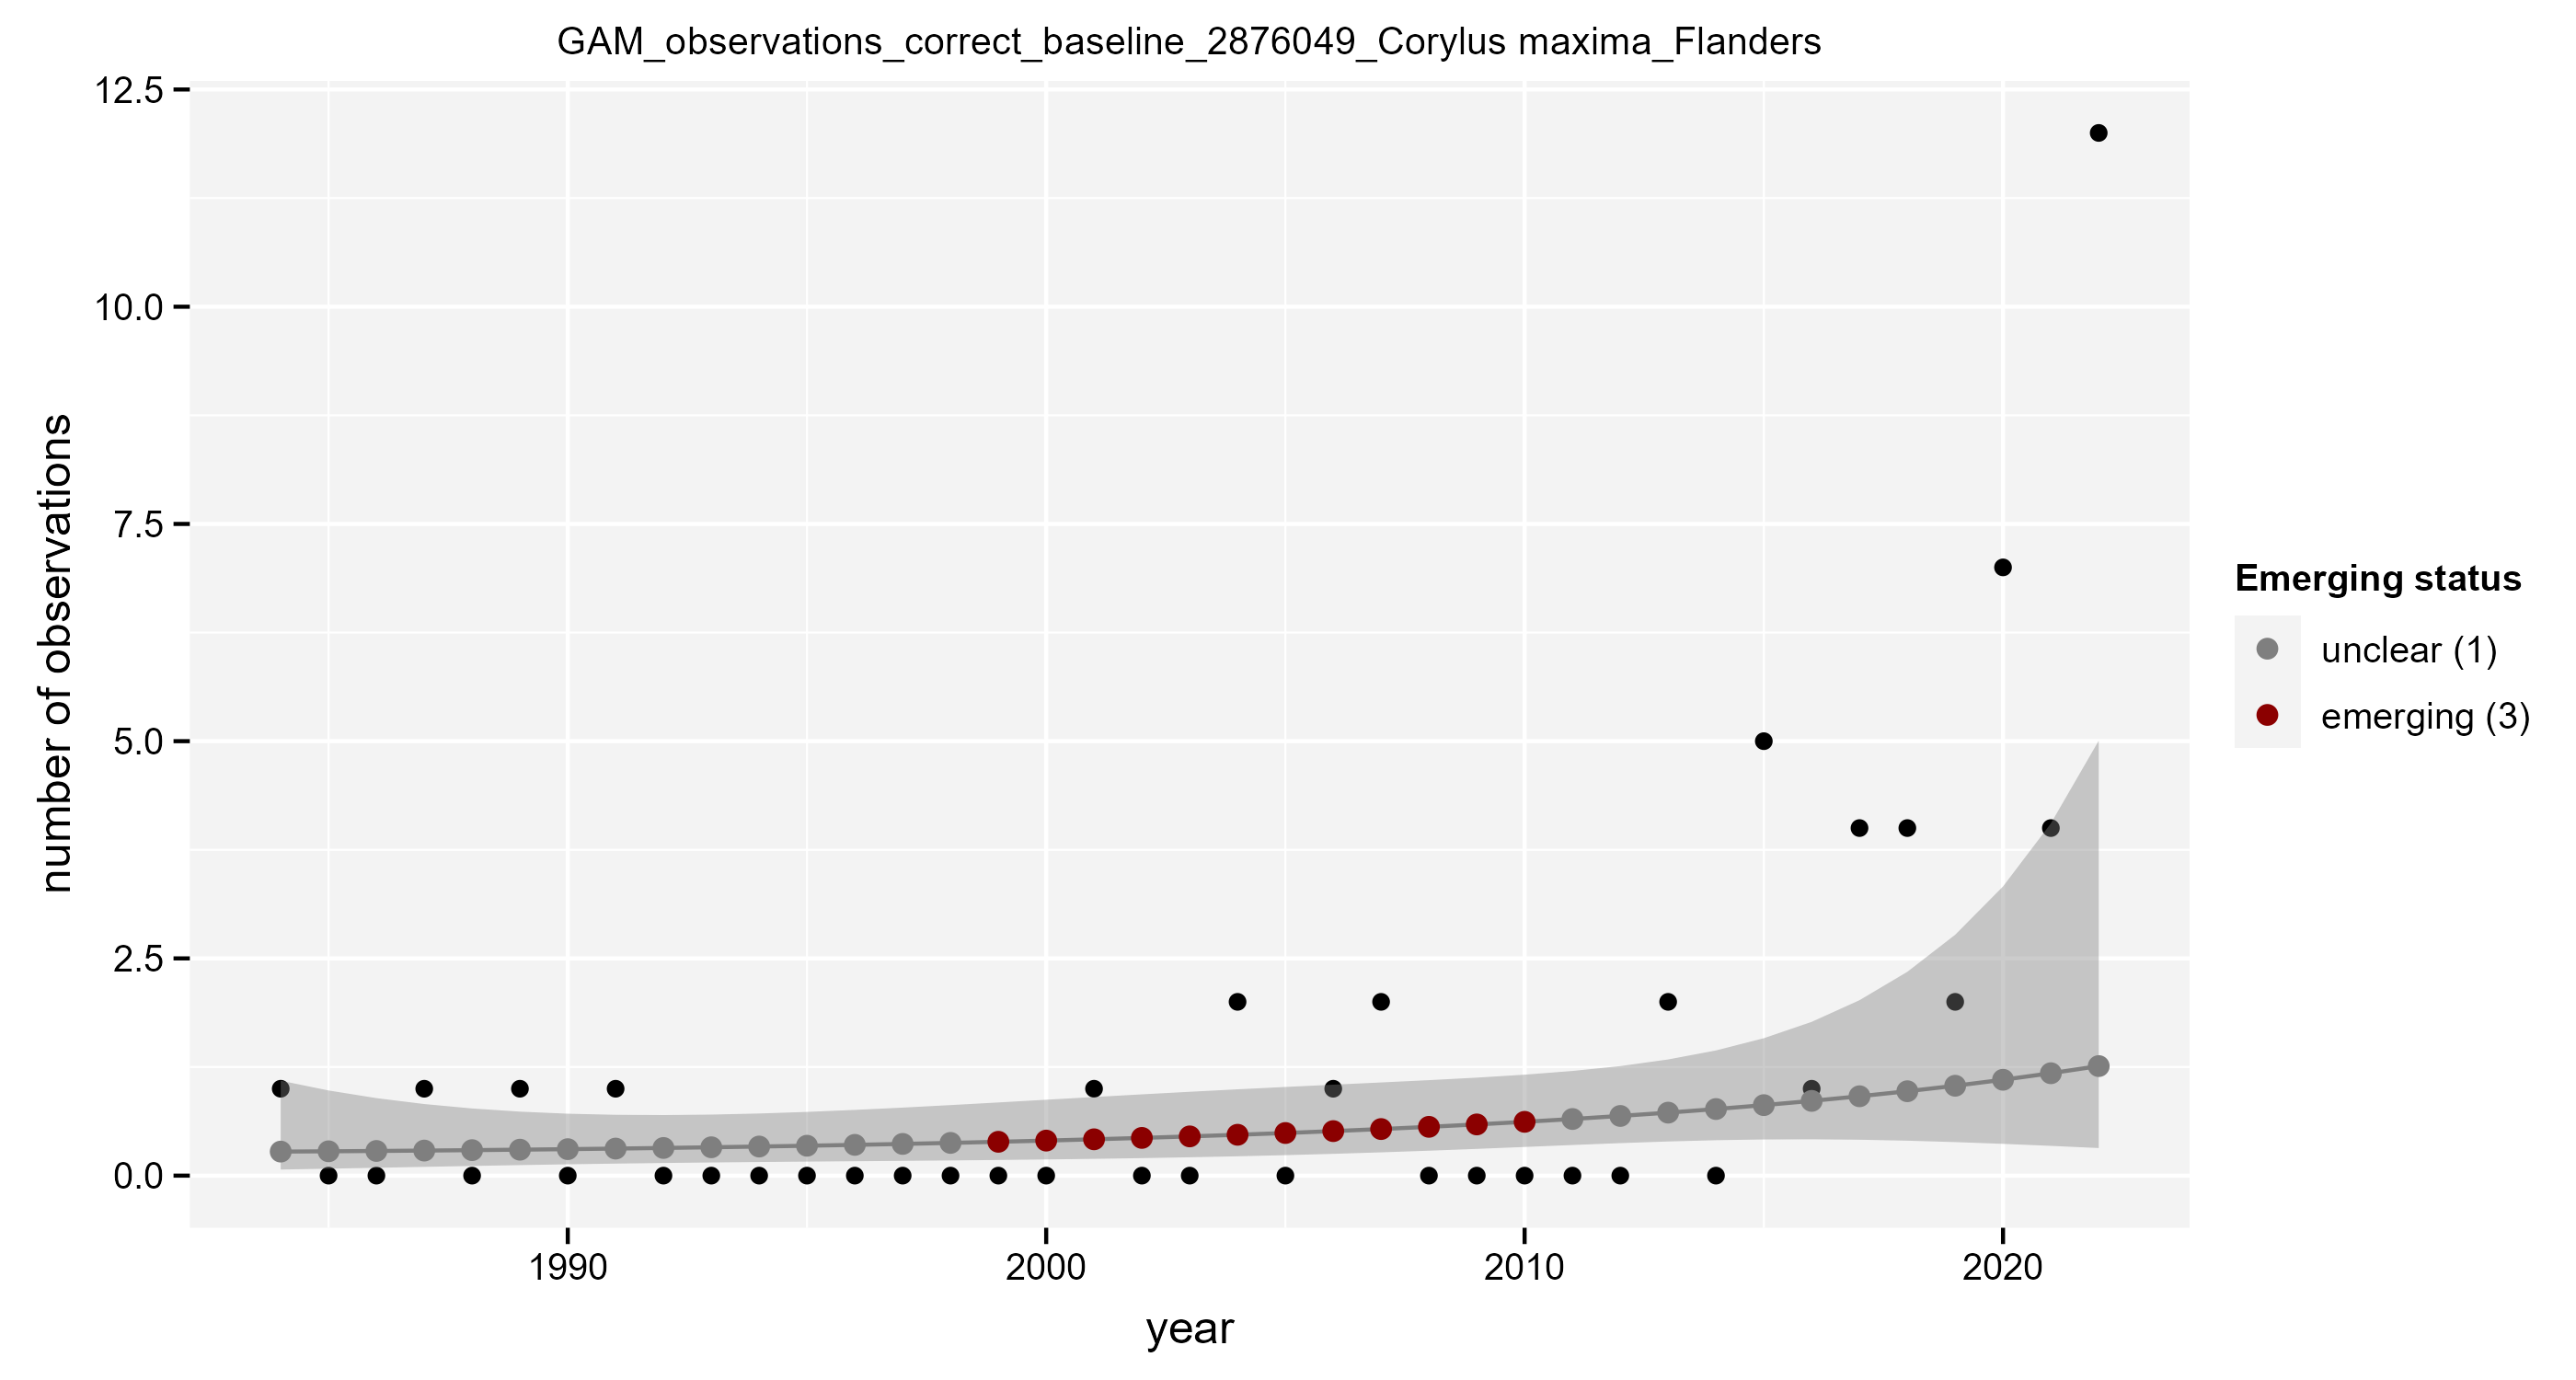 GAM_observations_correct_baseline_2876049_Corylus maxima_Flanders
12.5
10.0
7.5
5.0
2.5
0.0
number of observations
1990 2000 2010 2020
year
Emerging status
unclear (1)
emerging (3)